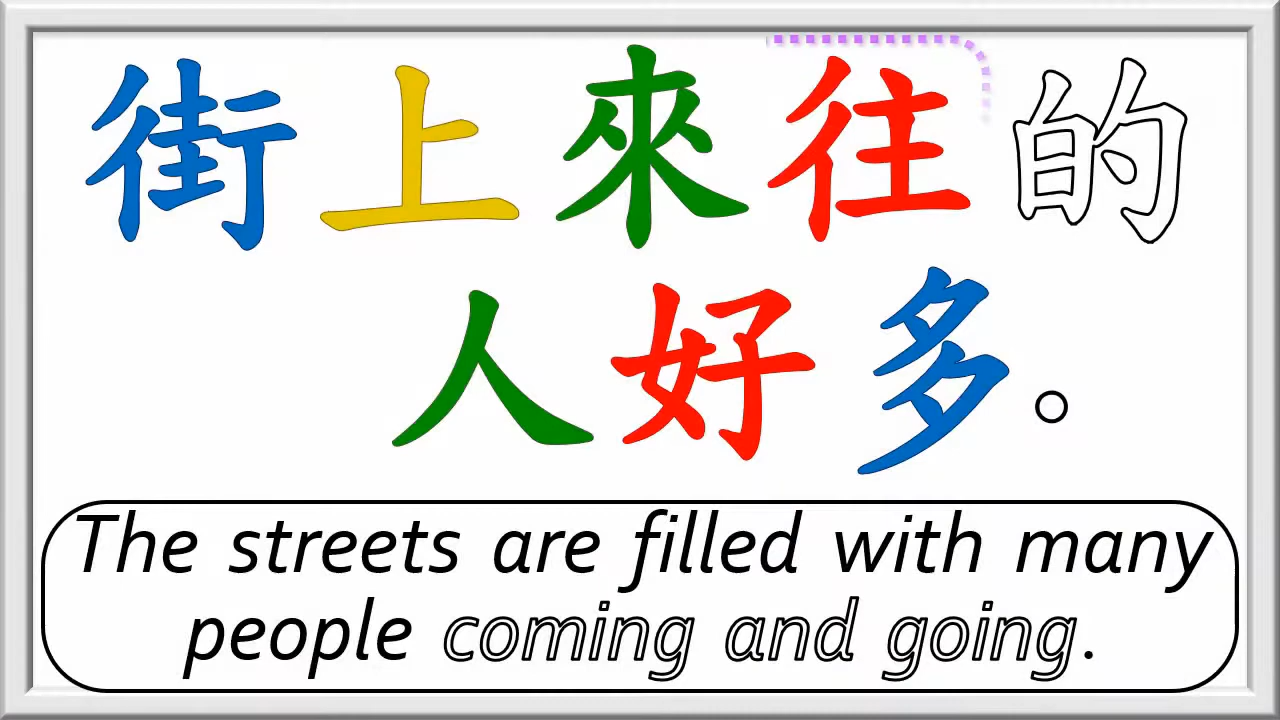 街上來往的
人好多。
The streets are filled with many
people coming and going.